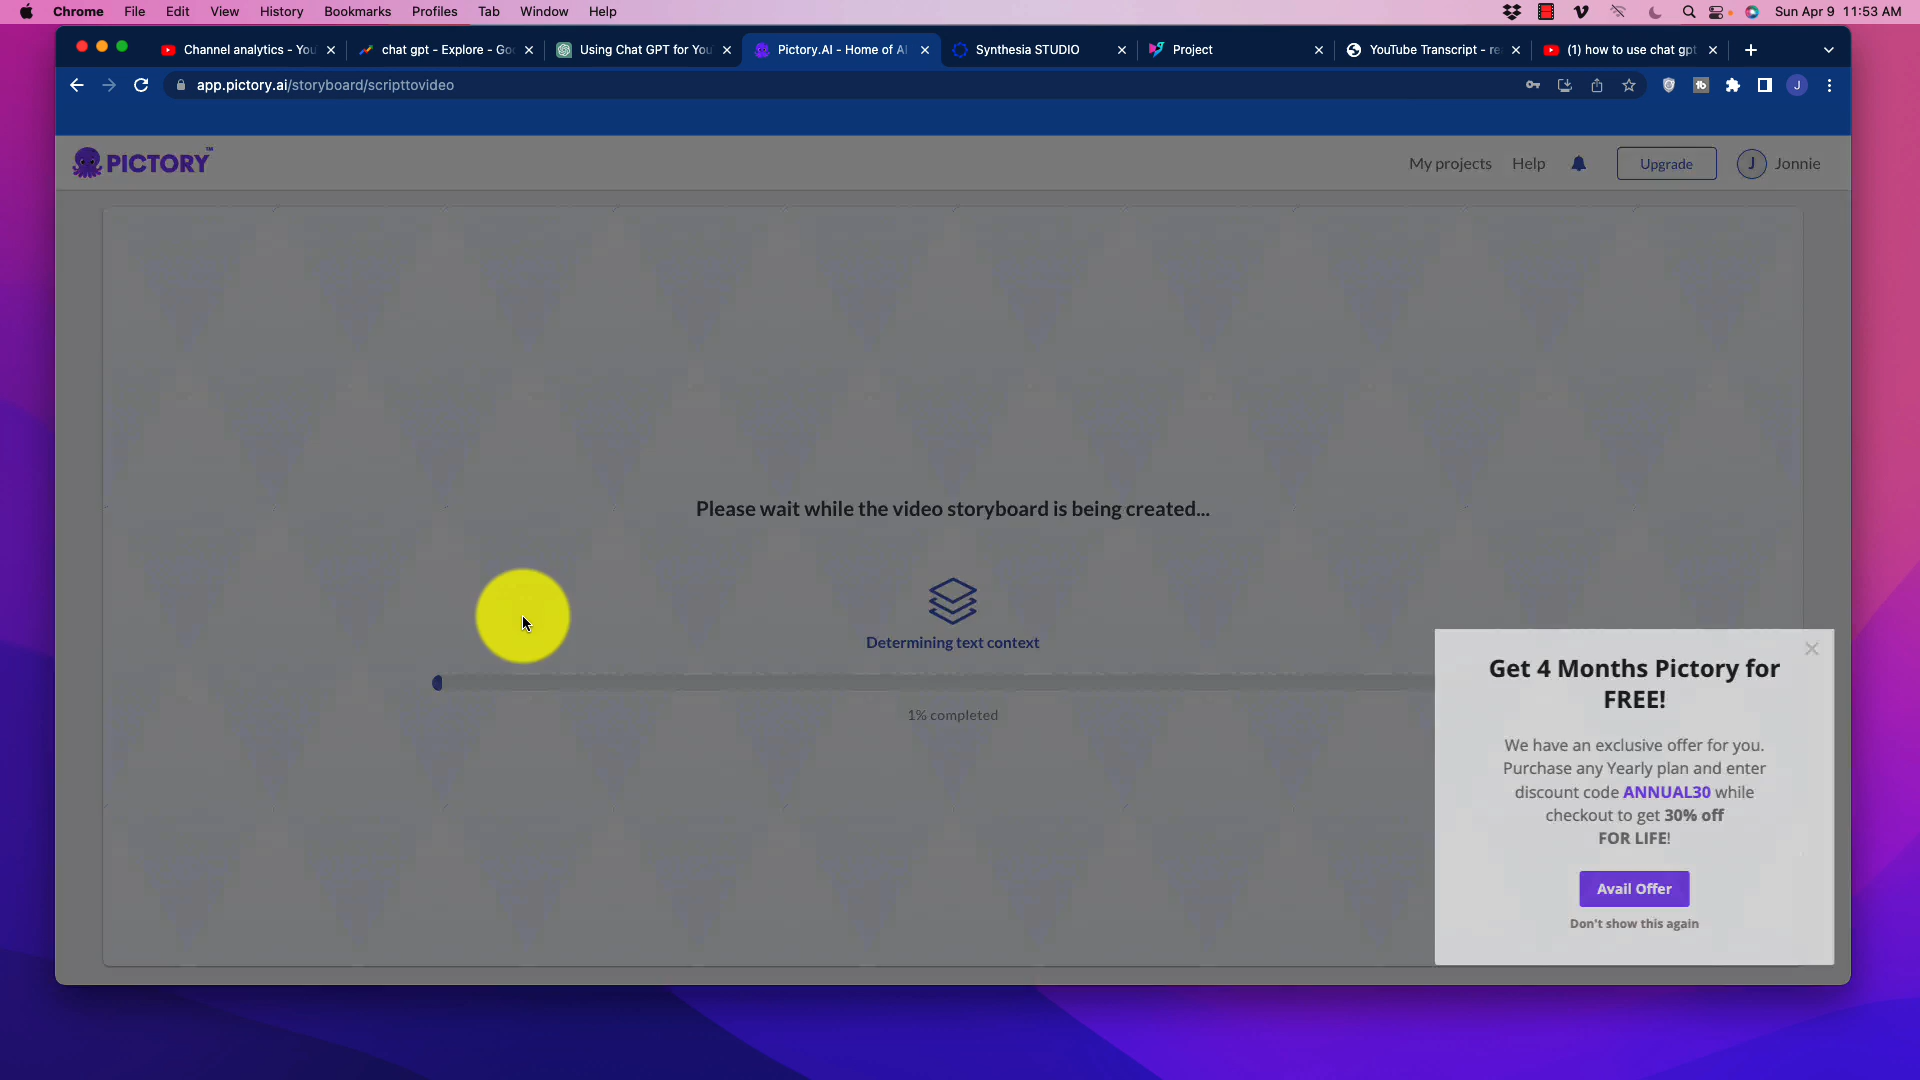 Chrome File Edit View History Bookmarks Profiles Tab Window Help Sun Apr 9 11:53 AM
Channel analytics - You chat gpt - Explore - Goo Using Chat GPT for You Pictory.AI - Home of AI Synthesia STUDIO Project YouTube Transcript - re (1) how to use chat gpt
app.pictory.ai/storyboard/scripttovideo J
PICTORY™ My projects Help Upgrade J Jonnie
Please wait while the video storyboard is being created...
Determining text context
1% completed
Get 4 Months Pictory for
FREE!
We have an exclusive offer for you.
Purchase any Yearly plan and enter
discount code ANNUAL30 while
checkout to get 30% off
FOR LIFE!
Avail Offer
Don't show this again